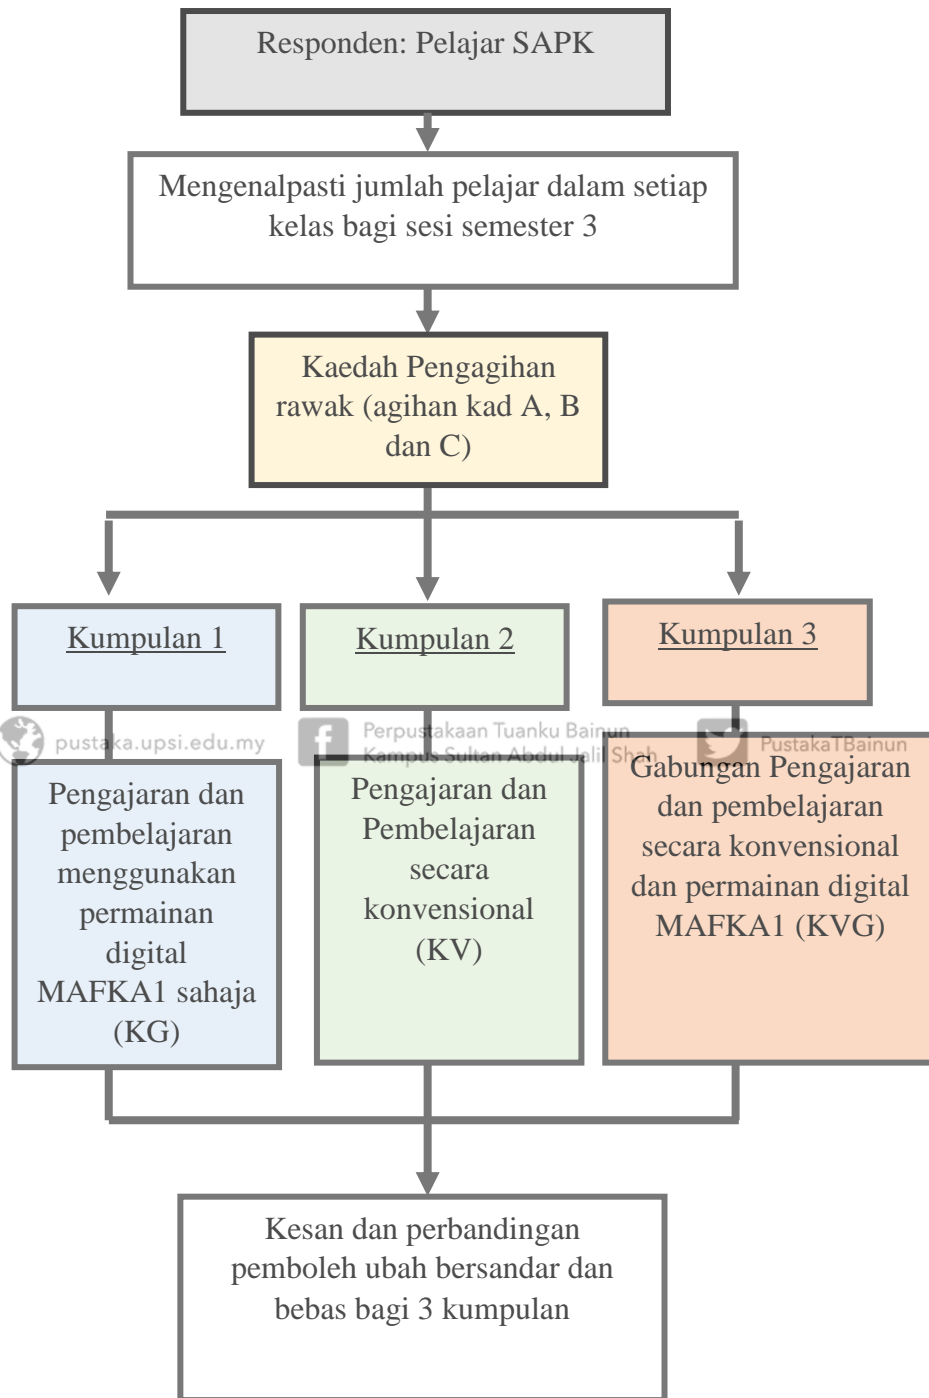 Responden: Pelajar SAPK
Mengenalpasti jumlah pelajar dalam setiap
kelas bagi sesi semester 3
Kaedah Pengagihan
rawak (agihan kad A, B
dan C)
Kumpulan 1
Kumpulan 2
Kumpulan 3
pustaka.upsi.edu.my
Perpustakaan Tuanku Bainun
Kampus Sultan Abdul Jalil Shah
PustakaTBainun
Pengajaran dan
pembelajaran
menggunakan
permainan
digital
MAFKA1 sahaja
(KG)
Pengajaran dan
Pembelajaran
secara
konvensional
(KV)
Gabungan Pengajaran
dan pembelajaran
secara konvensional
dan permainan digital
MAFKA1 (KVG)
Kesan dan perbandingan
pemboleh ubah bersandar dan
bebas bagi 3 kumpulan